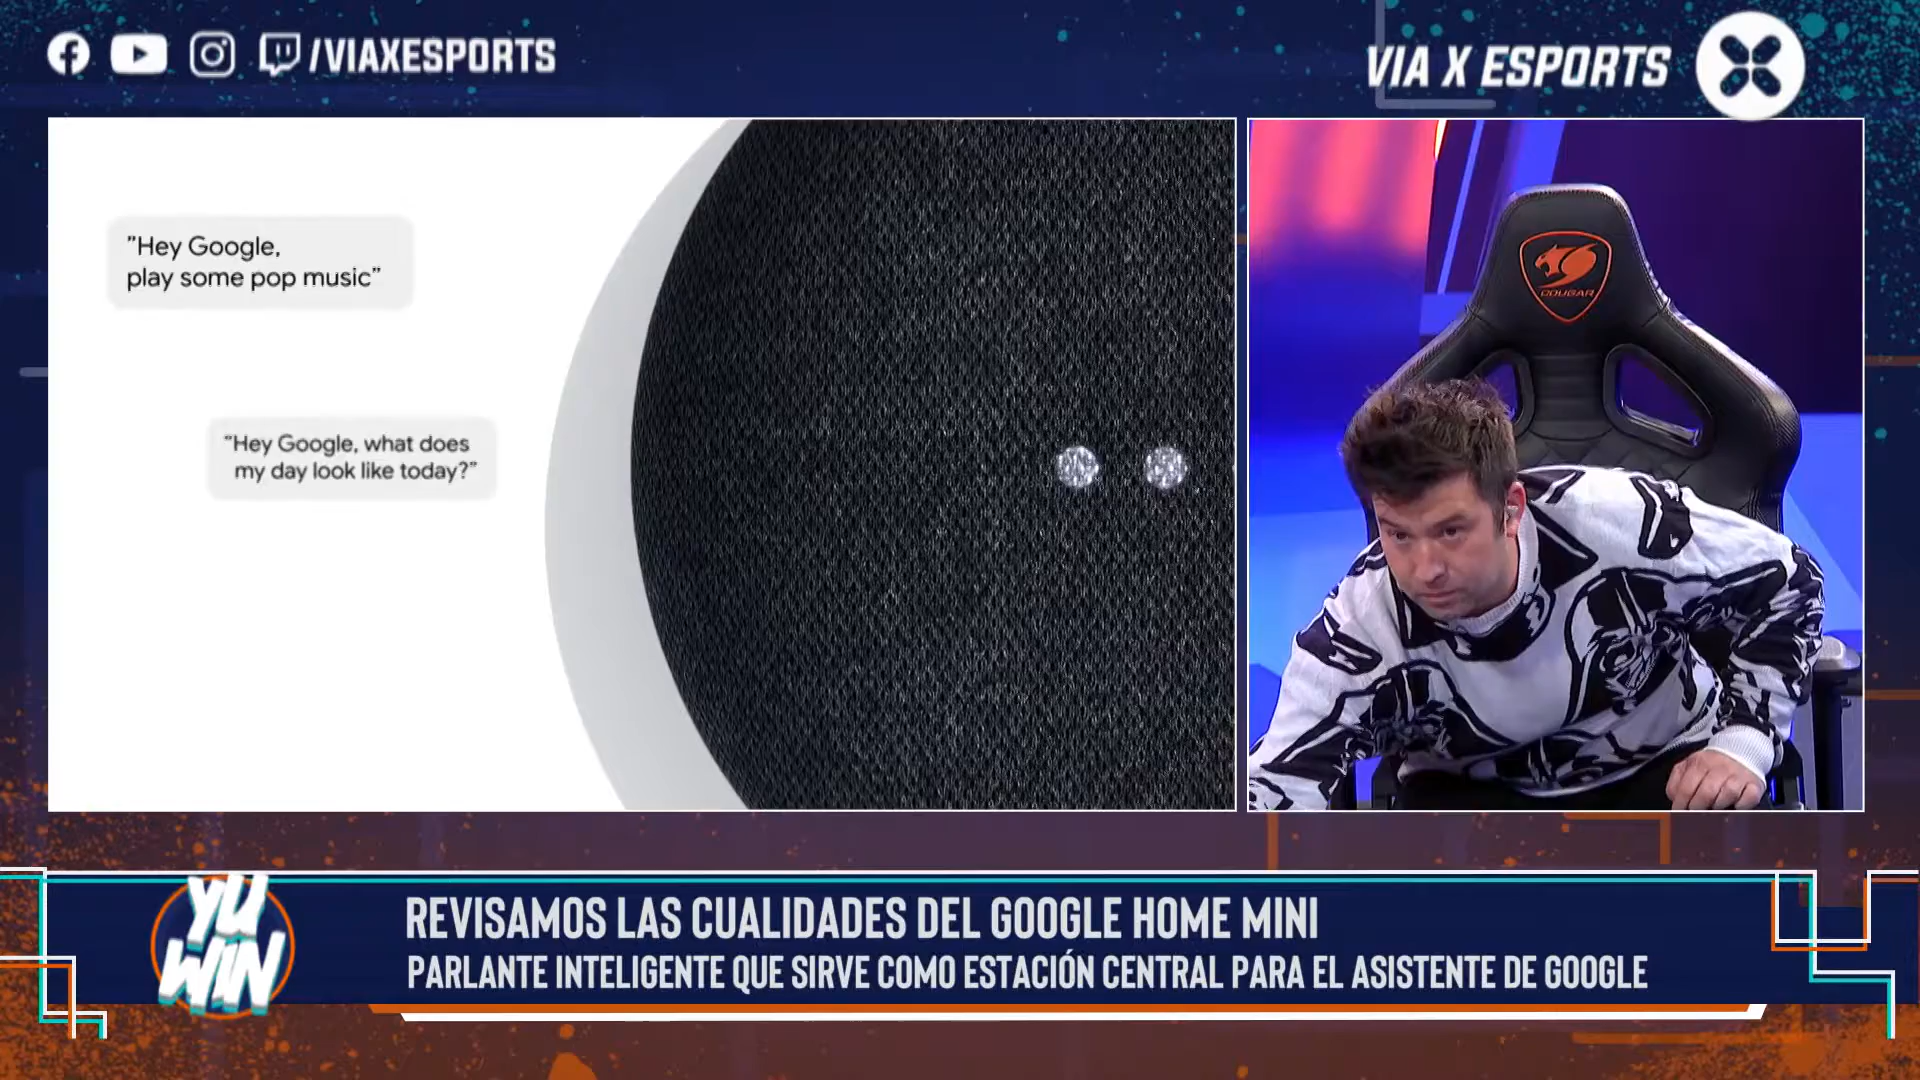 /VIAXESPORTS
VIA X ESPORTS
"Hey Google,
play some pop music"
"Hey Google, what does
my day look like today?"
COUGAR
YU
WIN
REVISAMOS LAS CUALIDADES DEL GOOGLE HOME MINI
PARLANTE INTELIGENTE QUE SIRVE COMO ESTACIÓN CENTRAL PARA EL ASISTENTE DE GOOGLE